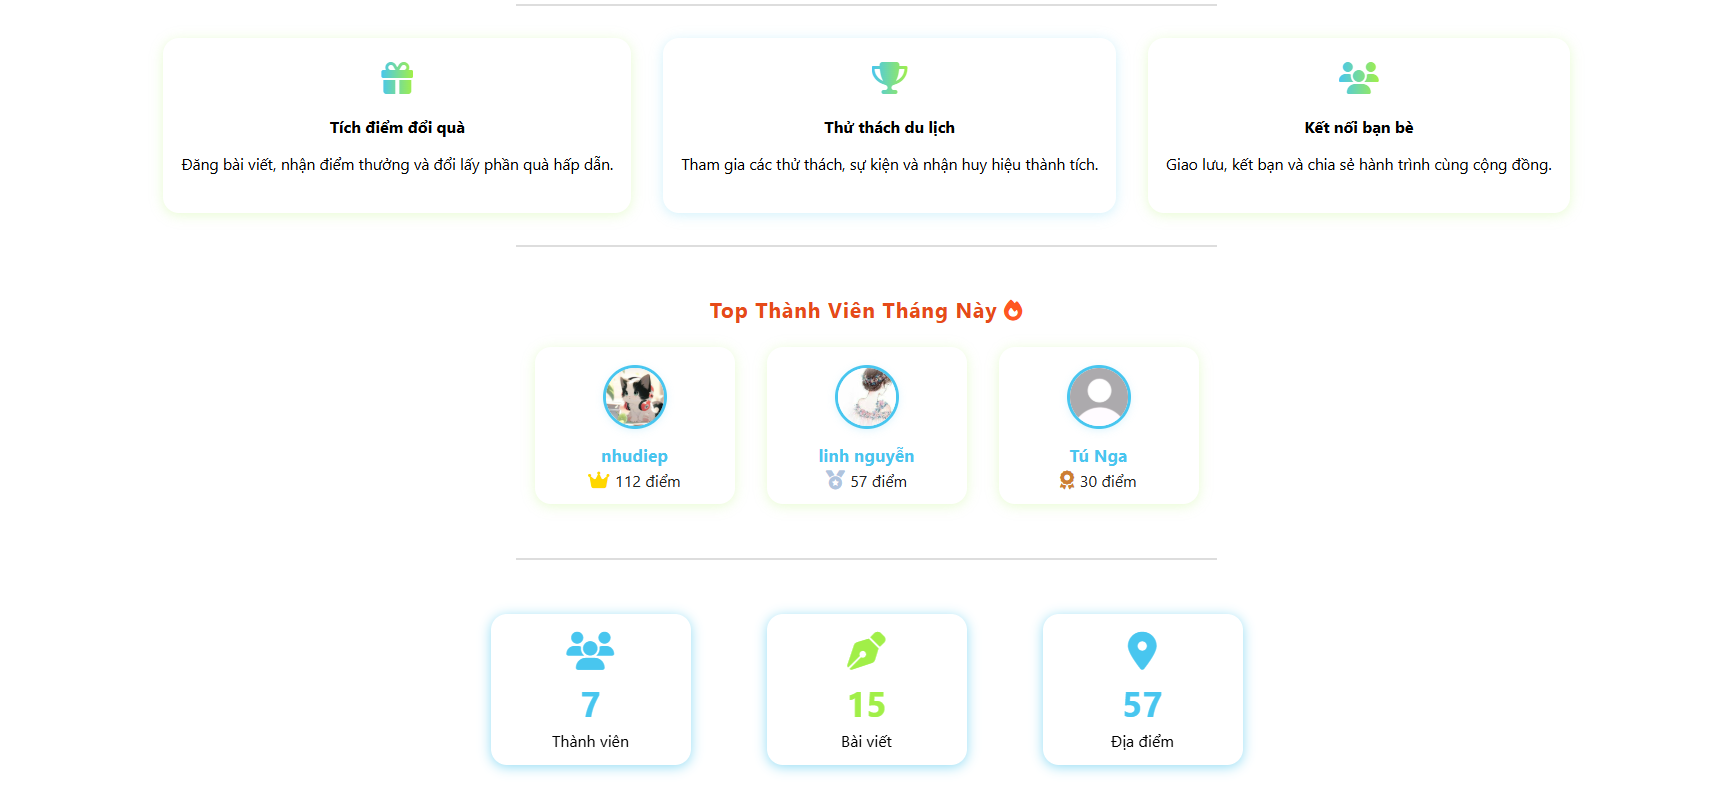 Tích điểm đổi quà
Đăng bài viết, nhận điểm thưởng và đổi lấy phần quà hấp dẫn.
Thử thách du lịch
Tham gia các thử thách, sự kiện và nhận huy hiệu thành tích.
Kết nối bạn bè
Giao lưu, kết bạn và chia sẻ hành trình cùng cộng đồng.
Top Thành Viên Tháng Này
nhudiep
112 điểm
linh nguyễn
57 điểm
Tú Nga
30 điểm
7
Thành viên
15
Bài viết
57
Địa điểm